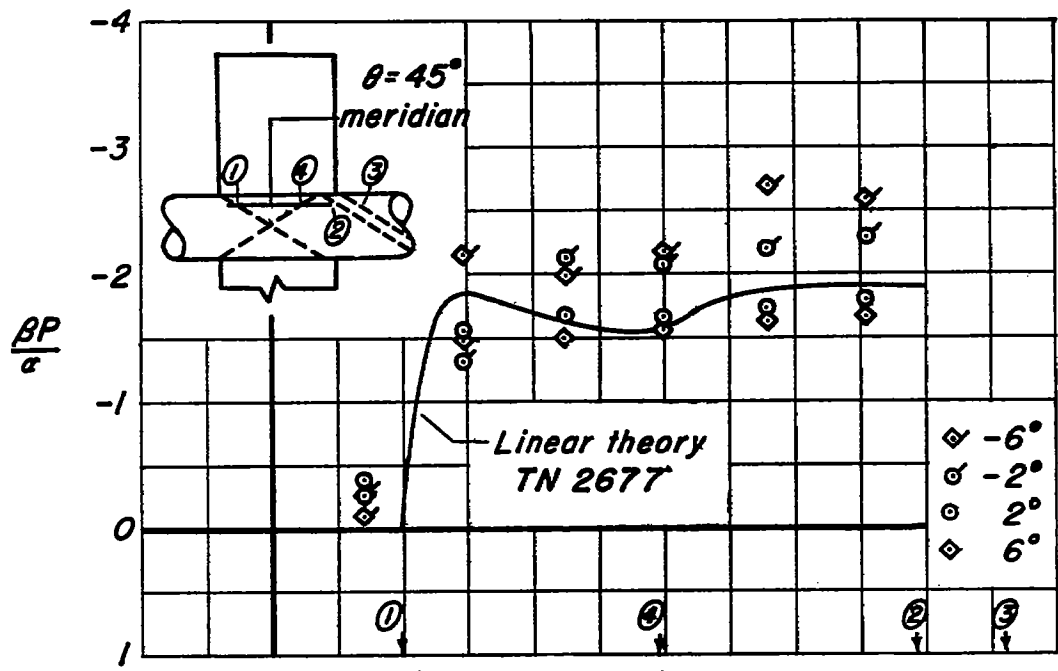 -4
θ = 45°
meridian
-3
① ④ ③
②
-2
βP
α
-1
Linear theory
TN 2677
-6°
-2°
2°
6°
0
① ④ ② ③
1